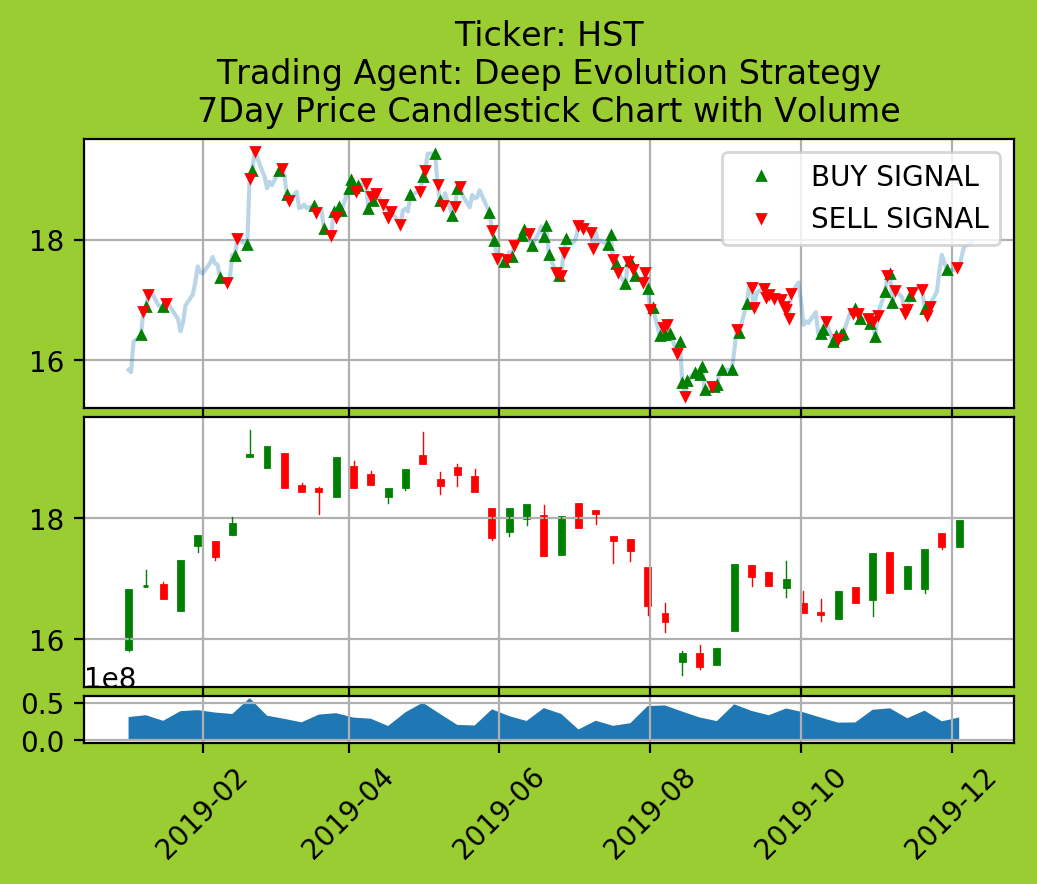 Ticker: HST
Trading Agent: Deep Evolution Strategy
7Day Price Candlestick Chart with Volume
BUY SIGNAL
SELL SIGNAL
18
16
18
16
1e8
0.5
0.0
2019-02
2019-04
2019-06
2019-08
2019-10
2019-12